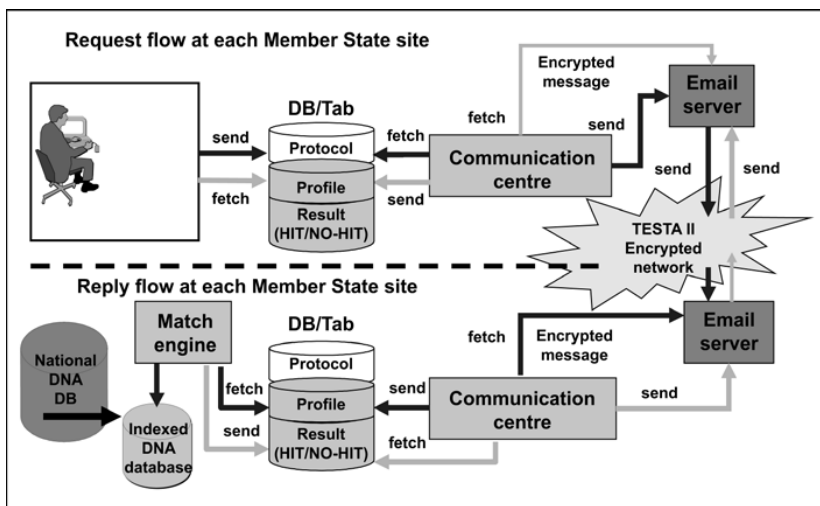 Request flow at each Member State site
DB/Tab
Protocol
Profile
Result
(HIT/NO-HIT)
send
fetch
fetch
send
Communication
centre
fetch
Encrypted
message
send
Email
server
send
send
TESTA II
Encrypted
network
Reply flow at each Member State site
National
DNA
DB
Match
engine
Indexed
DNA
database
fetch
send
DB/Tab
Protocol
Profile
Result
(HIT/NO-HIT)
send
fetch
Communication
centre
fetch
Encrypted
message
send
Email
server